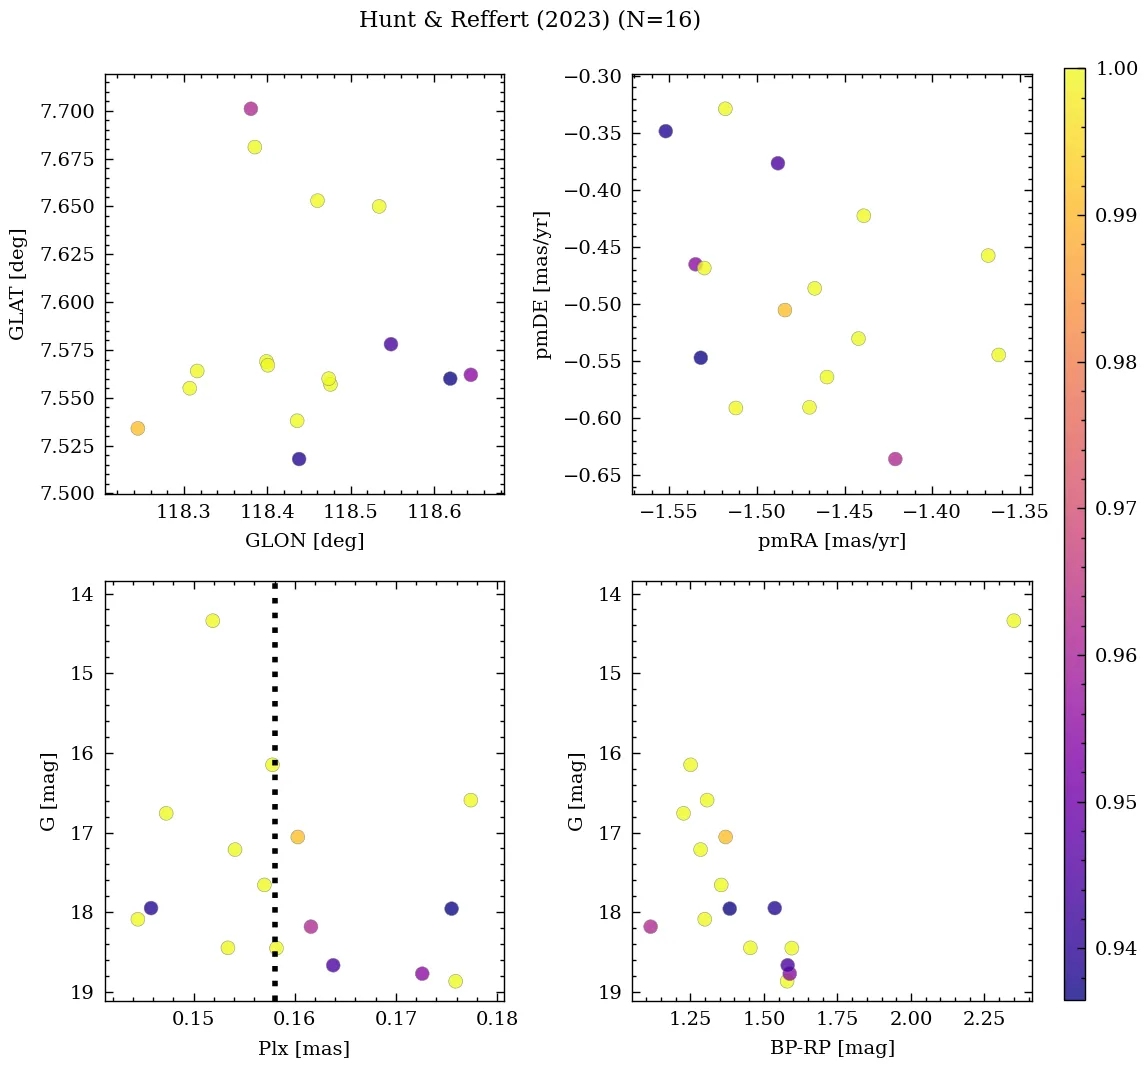 Hunt & Reffert (2023) (N=16)
7.700
7.675
7.650
7.625
7.600
7.575
7.550
7.525
7.500
GLAT [deg]
118.3 118.4 118.5 118.6
GLON [deg]
−0.30
−0.35
−0.40
−0.45
−0.50
−0.55
−0.60
−0.65
pmDE [mas/yr]
−1.55 −1.50 −1.45 −1.40 −1.35
pmRA [mas/yr]
1.00
0.99
0.98
0.97
0.96
0.95
0.94
14
15
16
17
18
19
G [mag]
0.15 0.16 0.17 0.18
Plx [mas]
14
15
16
17
18
19
G [mag]
1.25 1.50 1.75 2.00 2.25
BP-RP [mag]